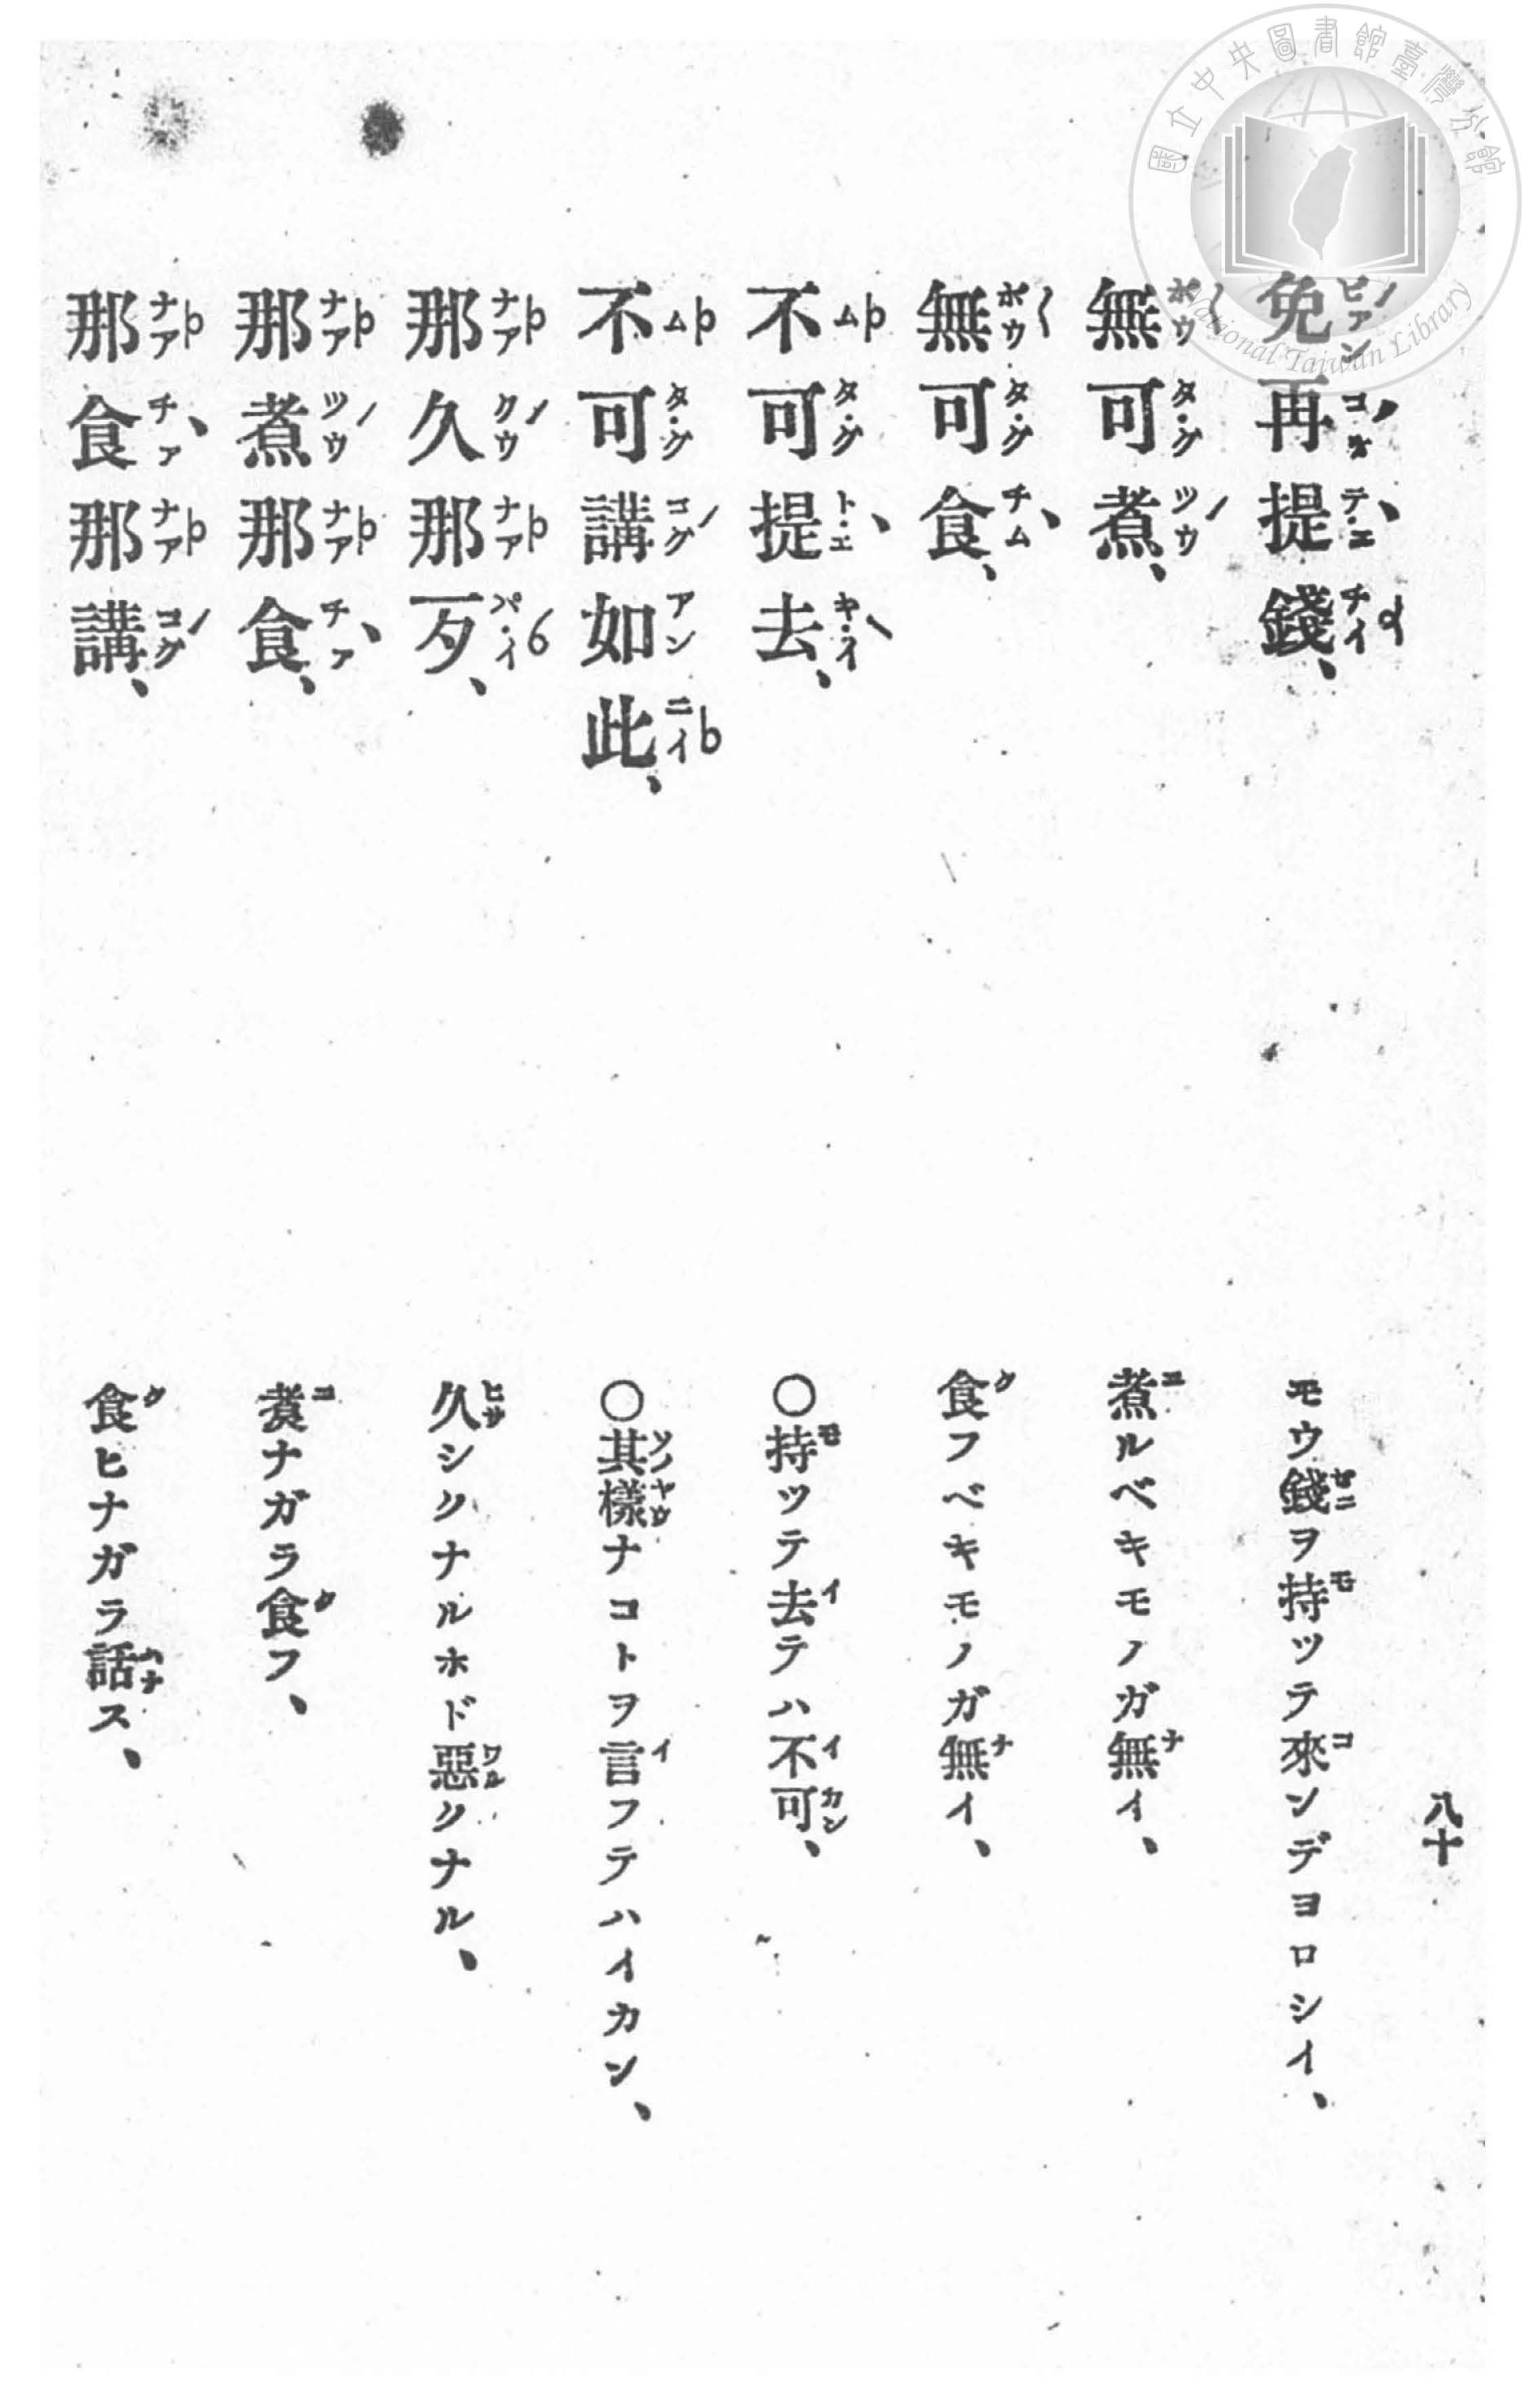 國立中央圖書館臺灣分館
National Taiwan Library
八十
免再提錢、
モウ錢ヲ持ツテ來ンデヨロシイ、
無可煮、
煮ルベキモノガ無イ、
無可食、
食フベキモノガ無イ、
不可提去、
〇持ツテ去テハ不可、
不可講如此、
〇其樣ナコトヲ言フテハイカン、
那久那歹、
久シクナルホド惡クナル、
那煮那食、
煮ナガラ食フ、
那食那講、
食ヒナガラ話ス、